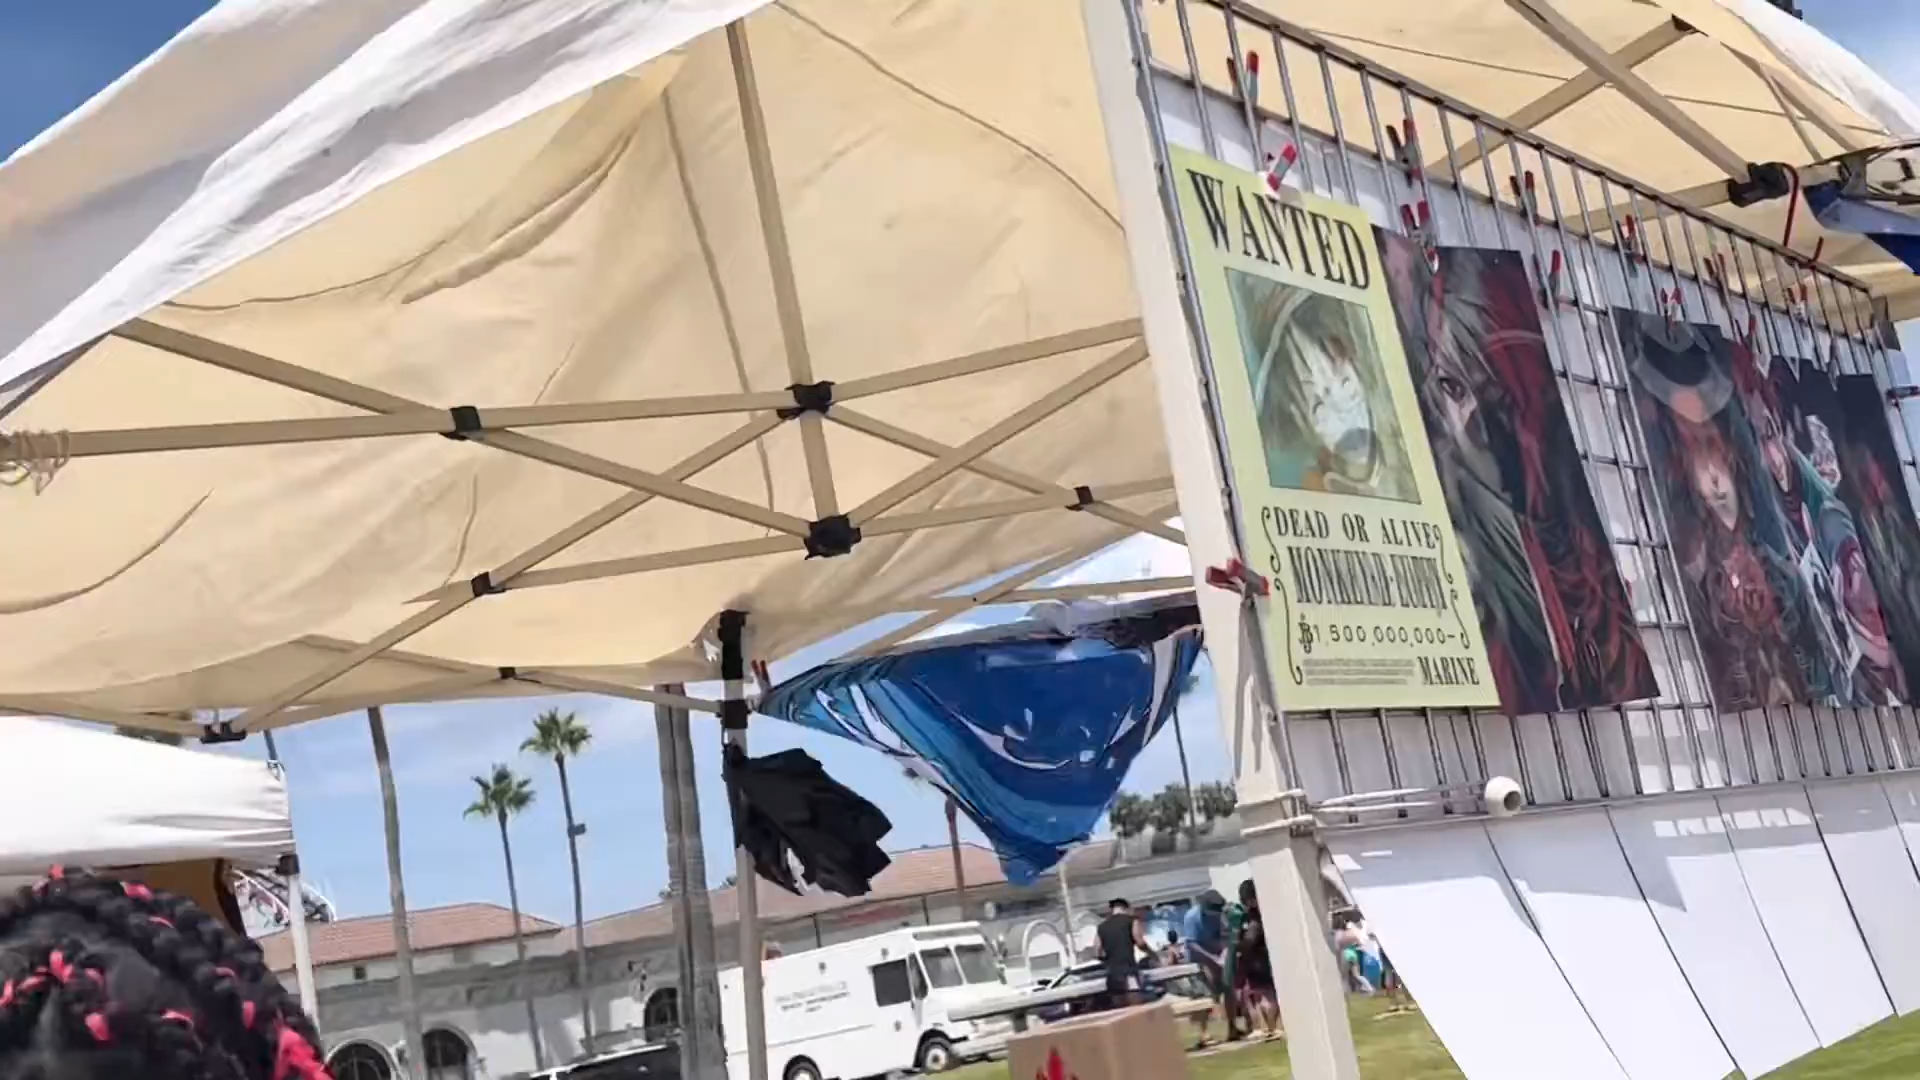 WANTED
DEAD OR ALIVE
MONKEY·D·LUFFY
฿1,500,000,000-
MARINE